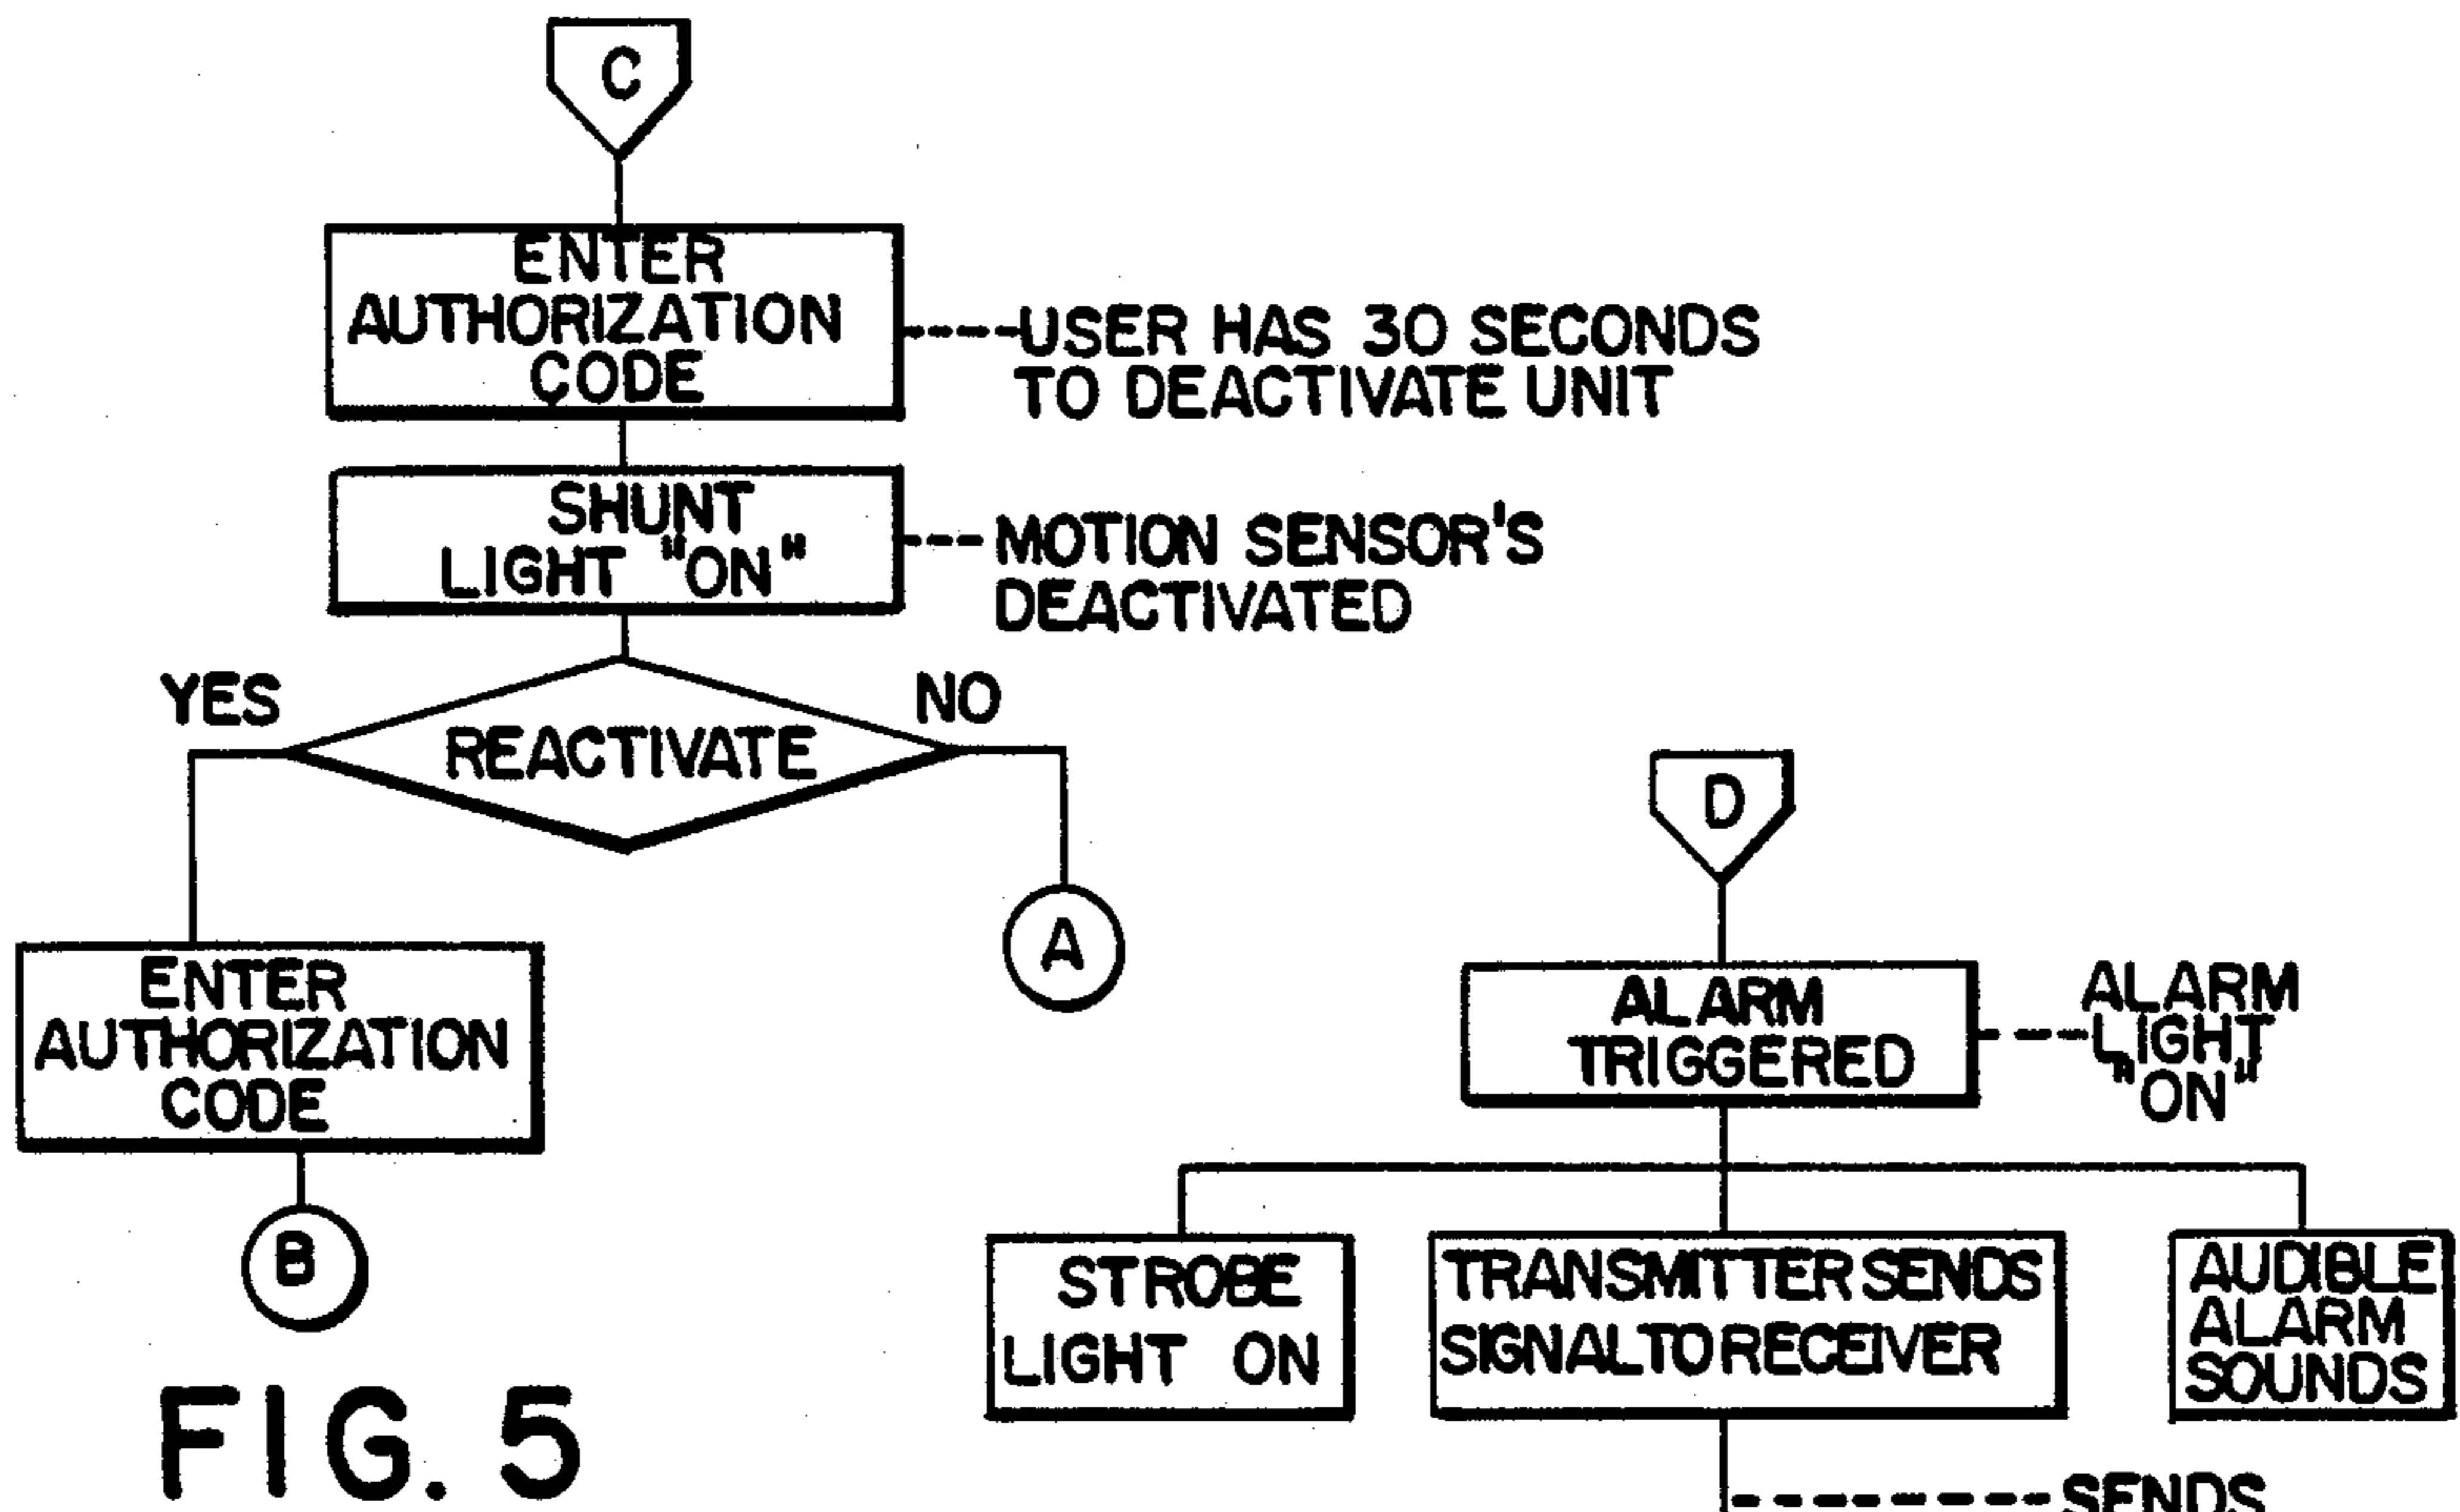 C
ENTER
AUTHORIZATION
CODE
USER HAS 30 SECONDS
TO DEACTIVATE UNIT
SHUNT
LIGHT "ON"
MOTION SENSOR'S
DEACTIVATED
YES
NO
REACTIVATE
A
ENTER
AUTHORIZATION
CODE
B
D
ALARM
TRIGGERED
ALARM
LIGHT
"ON"
STROBE
LIGHT ON
TRANSMITTER SENDS
SIGNAL TO RECEIVER
AUDIBLE
ALARM
SOUNDS
SENDS
FIG. 5